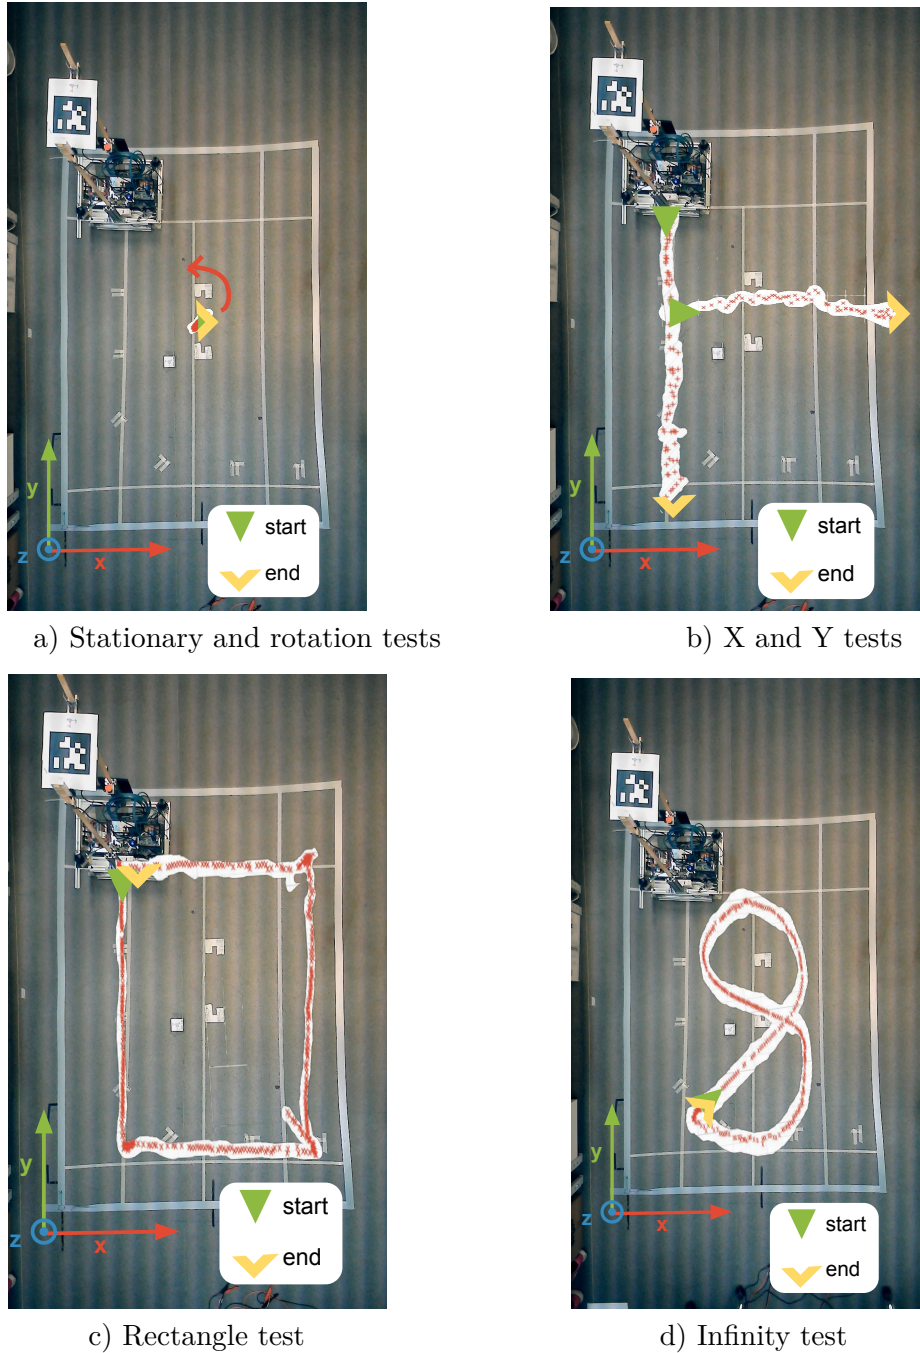 y
z
x
start
end
a) Stationary and rotation tests
y
z
x
start
end
b) X and Y tests
y
z
x
start
end
c) Rectangle test
y
z
x
start
end
d) Infinity test